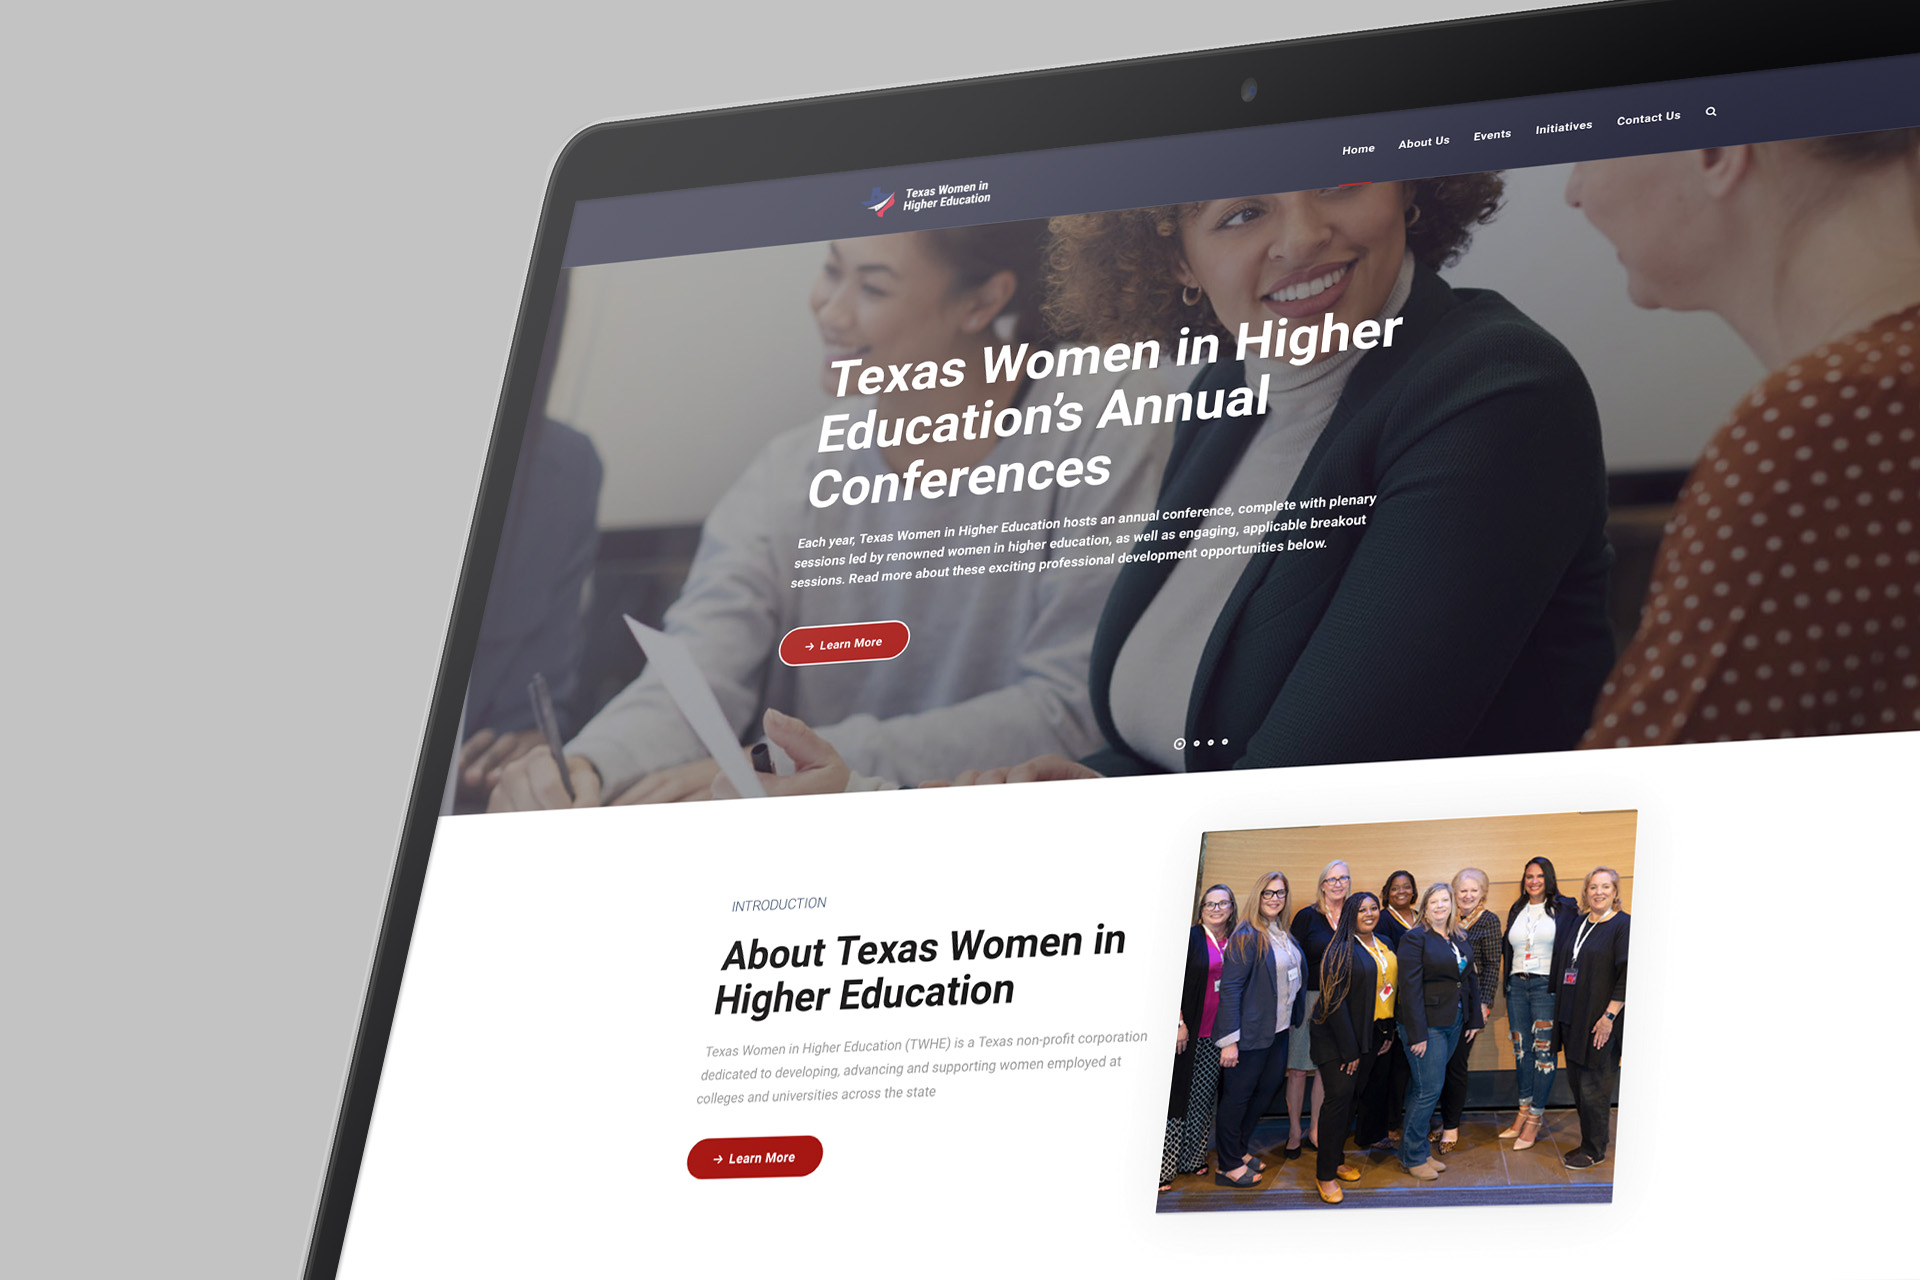 Texas Women in
Higher Education
Home About Us Events Initiatives Contact Us
Texas Women in Higher
Education’s Annual
Conferences
Each year, Texas Women in Higher Education hosts an annual conference, complete with plenary
sessions led by renowned women in higher education, as well as engaging, applicable breakout
sessions. Read more about these exciting professional development opportunities below.
→ Learn More
INTRODUCTION
About Texas Women in
Higher Education
Texas Women in Higher Education (TWHE) is a Texas non-profit corporation
dedicated to developing, advancing and supporting women employed at
colleges and universities across the state
→ Learn More